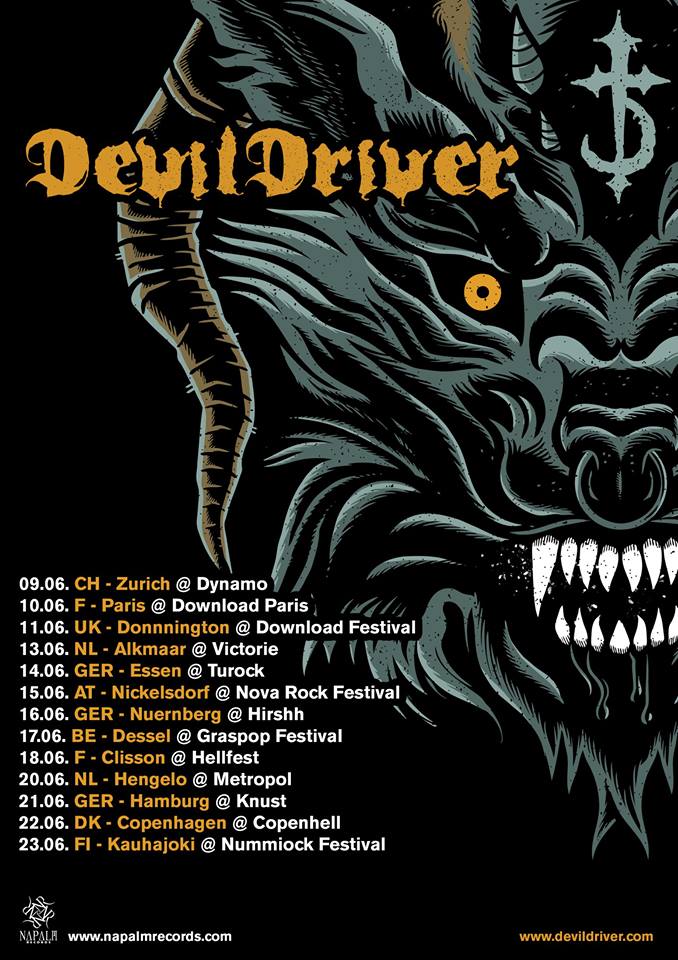 DevilDriver
09.06. CH - Zurich @ Dynamo
10.06. F - Paris @ Download Paris
11.06. UK - Donnnington @ Download Festival
13.06. NL - Alkmaar @ Victorie
14.06. GER - Essen @ Turock
15.06. AT - Nickelsdorf @ Nova Rock Festival
16.06. GER - Nuernberg @ Hirshh
17.06. BE - Dessel @ Graspop Festival
18.06. F - Clisson @ Hellfest
20.06. NL - Hengelo @ Metropol
21.06. GER - Hamburg @ Knust
22.06. DK - Copenhagen @ Copenhell
23.06. FI - Kauhajoki @ Nummiock Festival
NAPALM
RECORDS
www.napalmrecords.com
www.devildriver.com